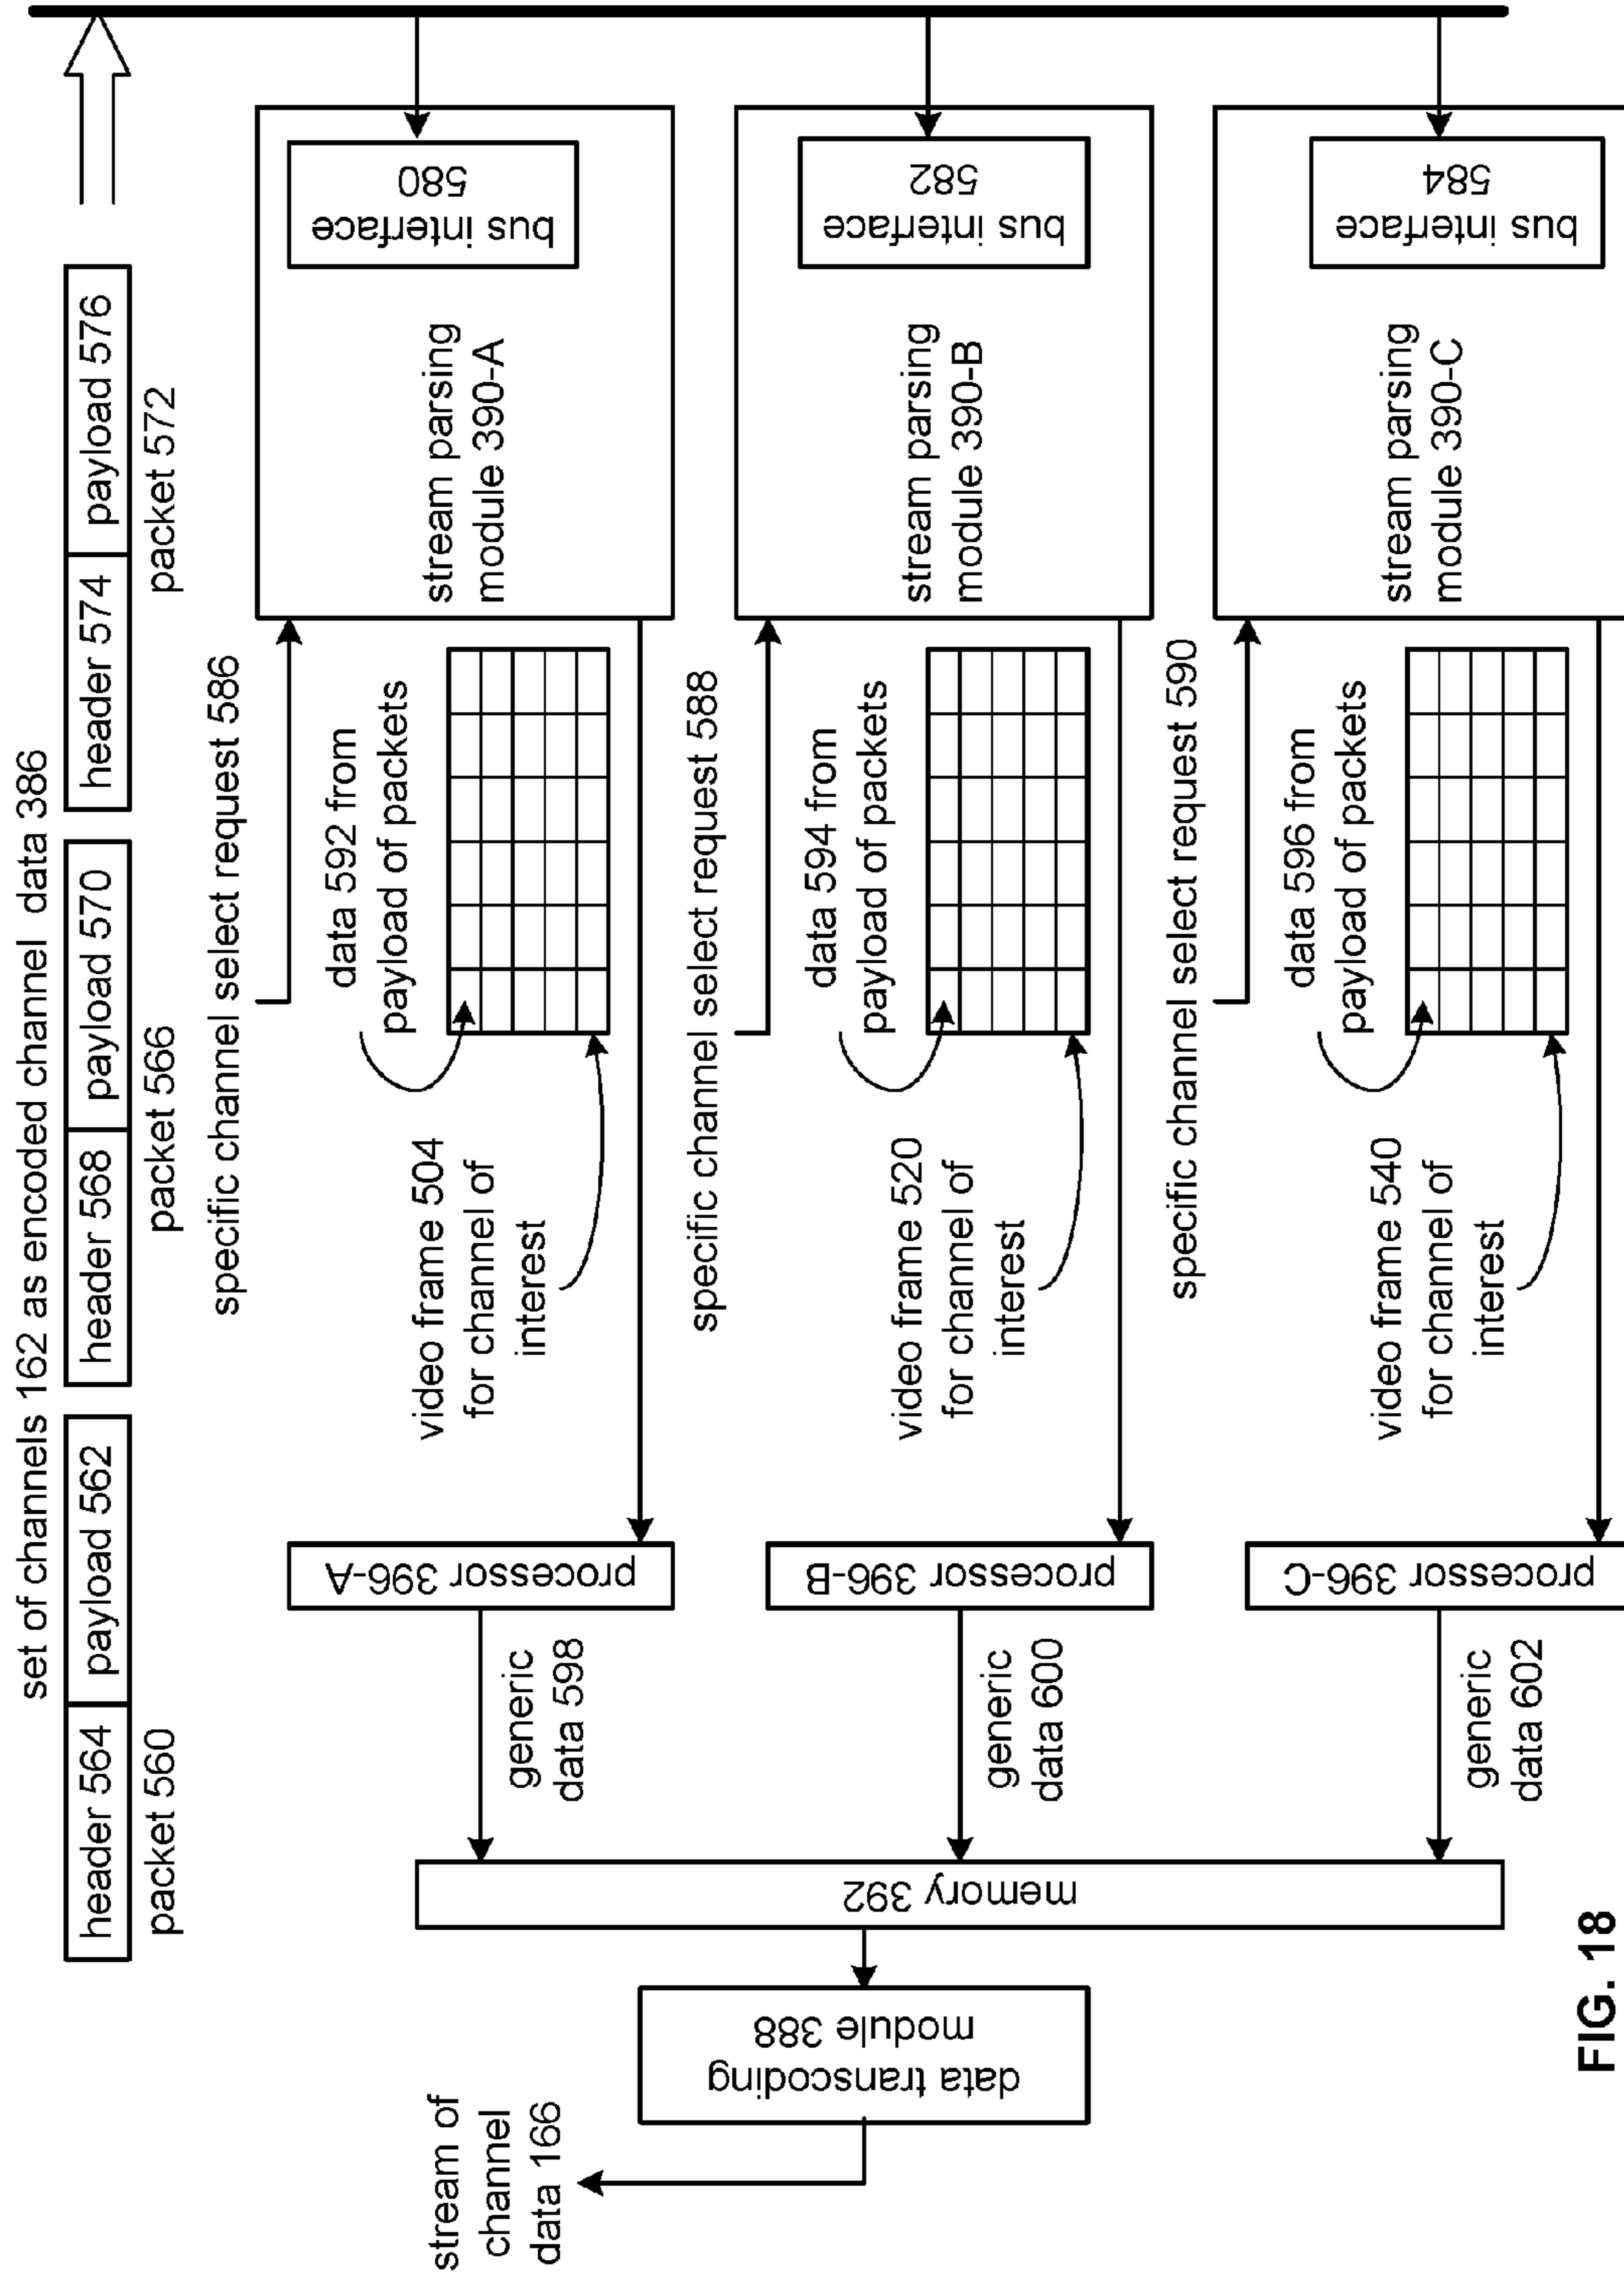 set of channels 162 as encoded channel data 386
header 564
payload 562
header 568
payload 570
header 574
payload 576
packet 560
packet 566
packet 572
specific channel select request 586
data 592 from
payload of packets
video frame 504
for channel of
interest
stream parsing
module 390-A
bus interface
580
processor 396-A
generic
data 598
specific channel select request 588
data 594 from
payload of packets
video frame 520
for channel of
interest
stream parsing
module 390-B
bus interface
582
processor 396-B
generic
data 600
specific channel select request 590
data 596 from
payload of packets
video frame 540
for channel of
interest
stream parsing
module 390-C
bus interface
584
processor 396-C
generic
data 602
memory 392
data transcoding
module 388
stream of
channel
data 166
FIG. 18